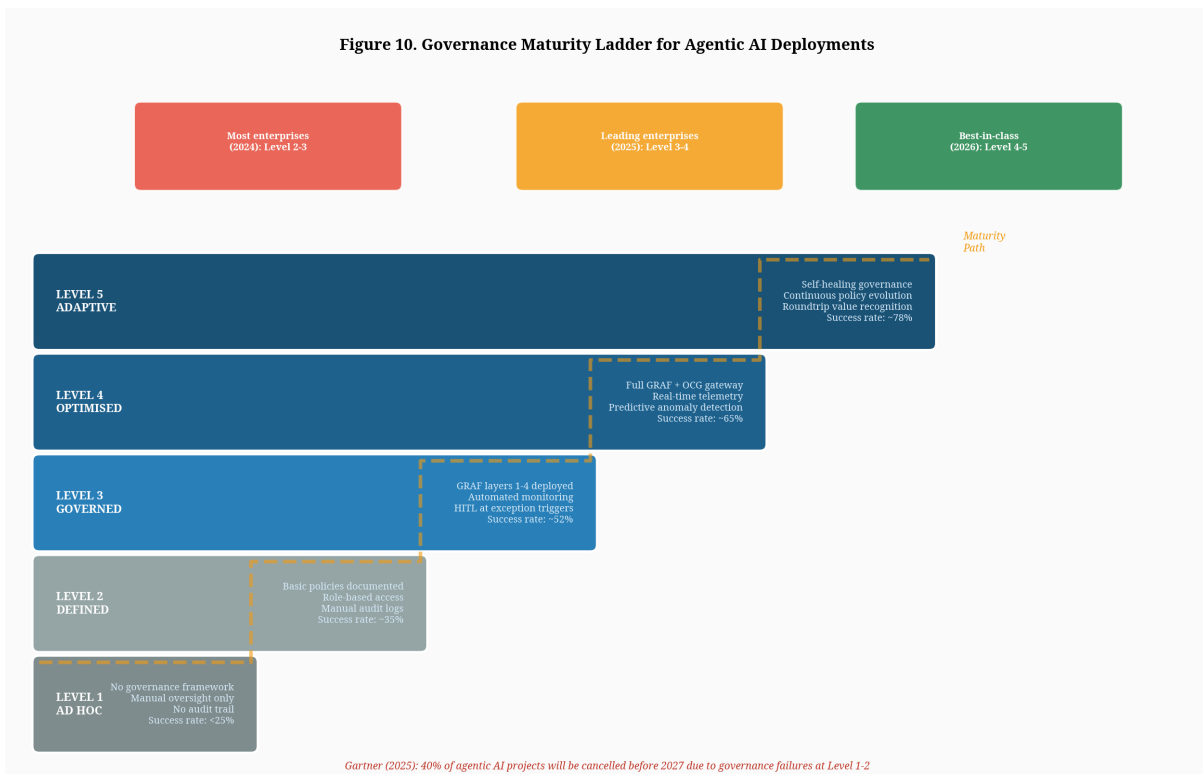 Figure 10. Governance Maturity Ladder for Agentic AI Deployments
Most enterprises
(2024): Level 2-3
Leading enterprises
(2025): Level 3-4
Best-in-class
(2026): Level 4-5
Maturity
Path
LEVEL 5
ADAPTIVE
Self-healing governance
Continuous policy evolution
Roundtrip value recognition
Success rate: ~78%
LEVEL 4
OPTIMISED
Full GRAF + OCG gateway
Real-time telemetry
Predictive anomaly detection
Success rate: ~65%
LEVEL 3
GOVERNED
GRAF layers 1-4 deployed
Automated monitoring
HITL at exception triggers
Success rate: ~52%
LEVEL 2
DEFINED
Basic policies documented
Role-based access
Manual audit logs
Success rate: ~35%
LEVEL 1
AD HOC
No governance framework
Manual oversight only
No audit trail
Success rate: <25%
Gartner (2025): 40% of agentic AI projects will be cancelled before 2027 due to governance failures at Level 1-2